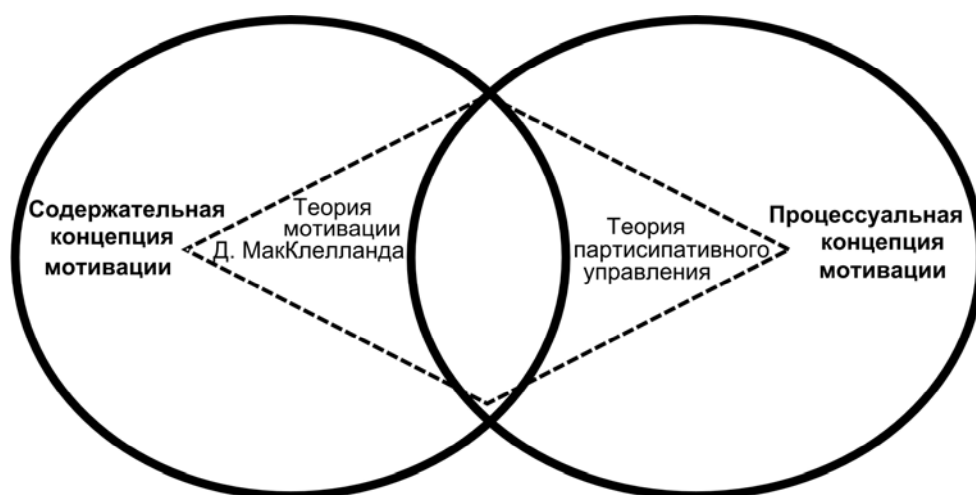 Содержательная
концепция
мотивации
Теория
мотивации
Д. МакКлелланда
Теория
партисипативного
управления
Процессуальная
концепция
мотивации